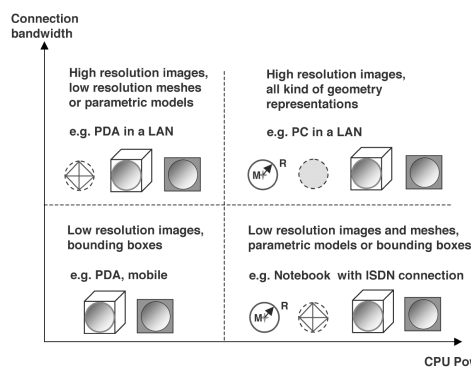 Connection
bandwidth
High resolution images,
low resolution meshes
or parametric models
e.g. PDA in a LAN
High resolution images,
all kind of geometry
representations
e.g. PC in a LAN
M R
Low resolution images,
bounding boxes
e.g. PDA, mobile
Low resolution images and meshes,
parametric models or bounding boxes
e.g. Notebook with ISDN connection
M R
CPU Pow